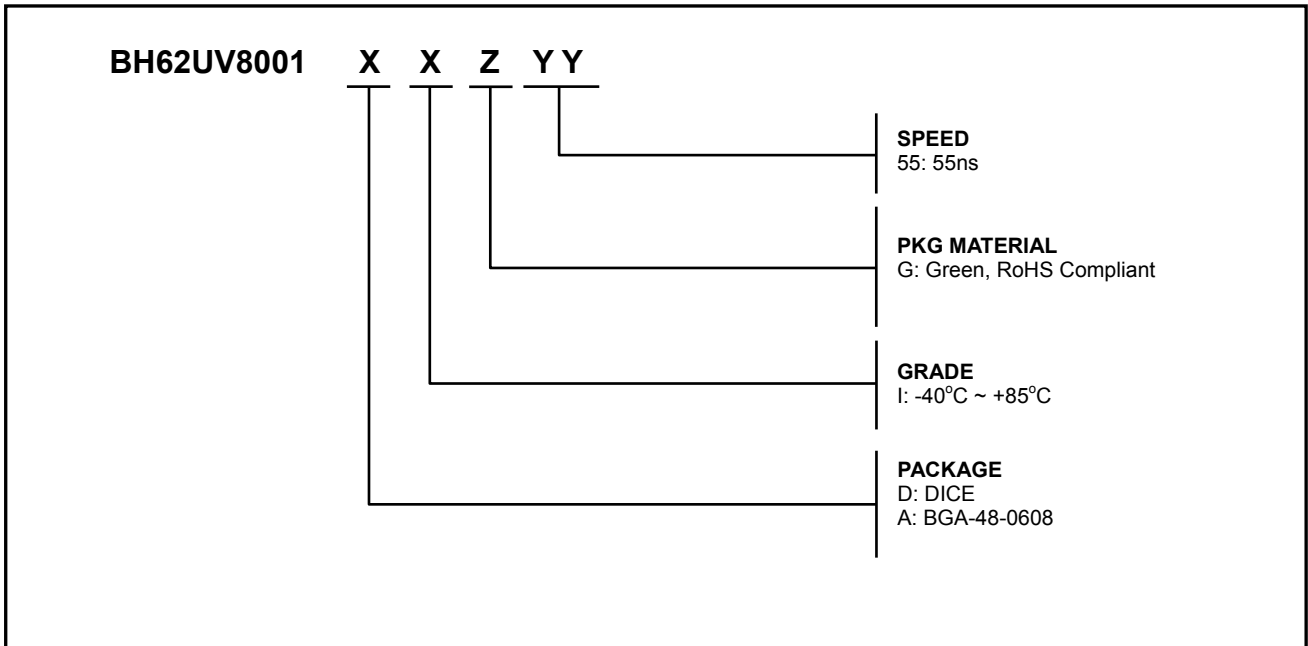 BH62UV8001 X X Z Y Y
SPEED
55: 55ns
PKG MATERIAL
G: Green, RoHS Compliant
GRADE
I: -40°C ~ +85°C
PACKAGE
D: DICE
A: BGA-48-0608